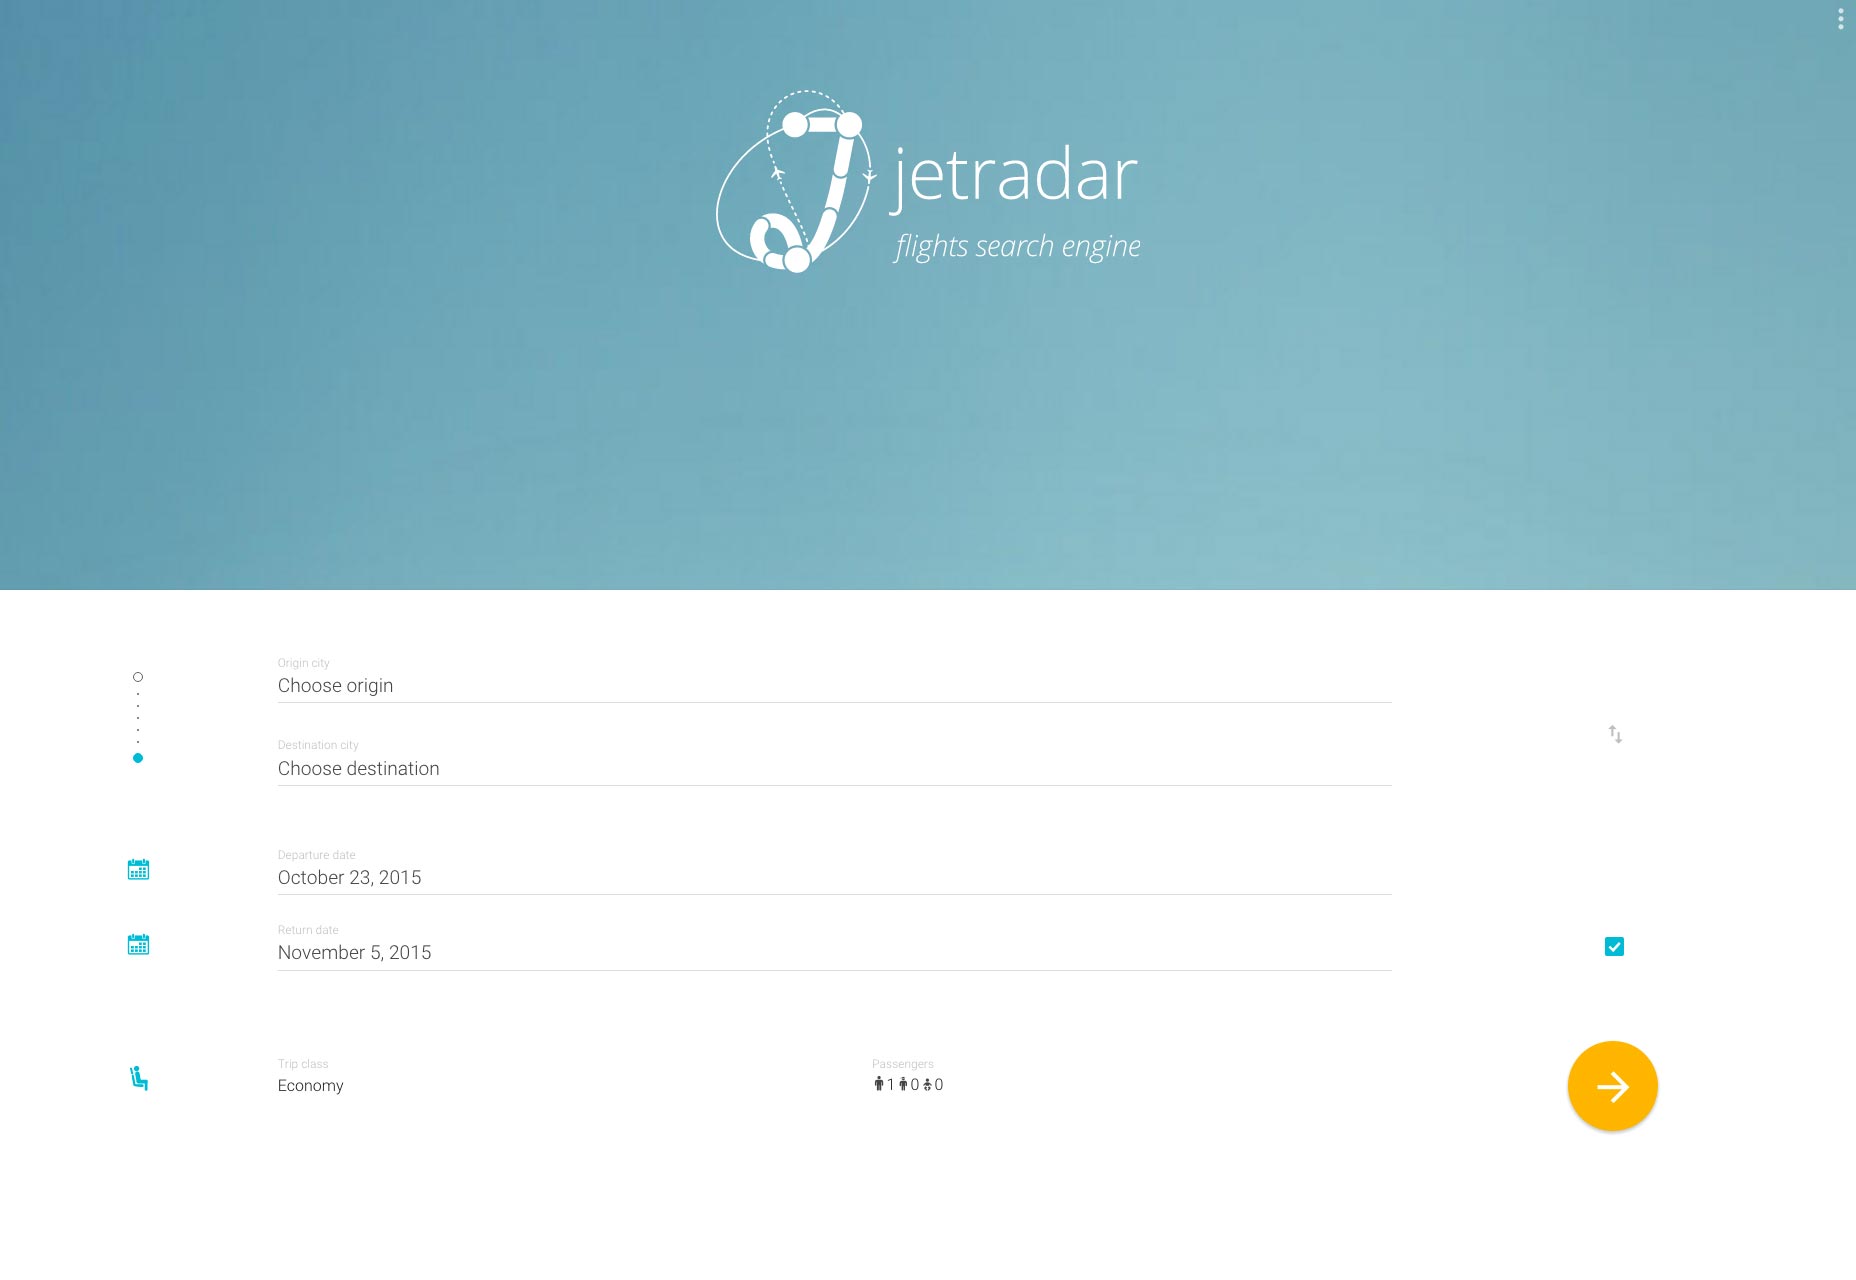 jetradar
flights search engine
Origin city
Choose origin
Destination city
Choose destination
Departure date
October 23, 2015
Return date
November 5, 2015
Trip class
Economy
Passengers
1 0 0